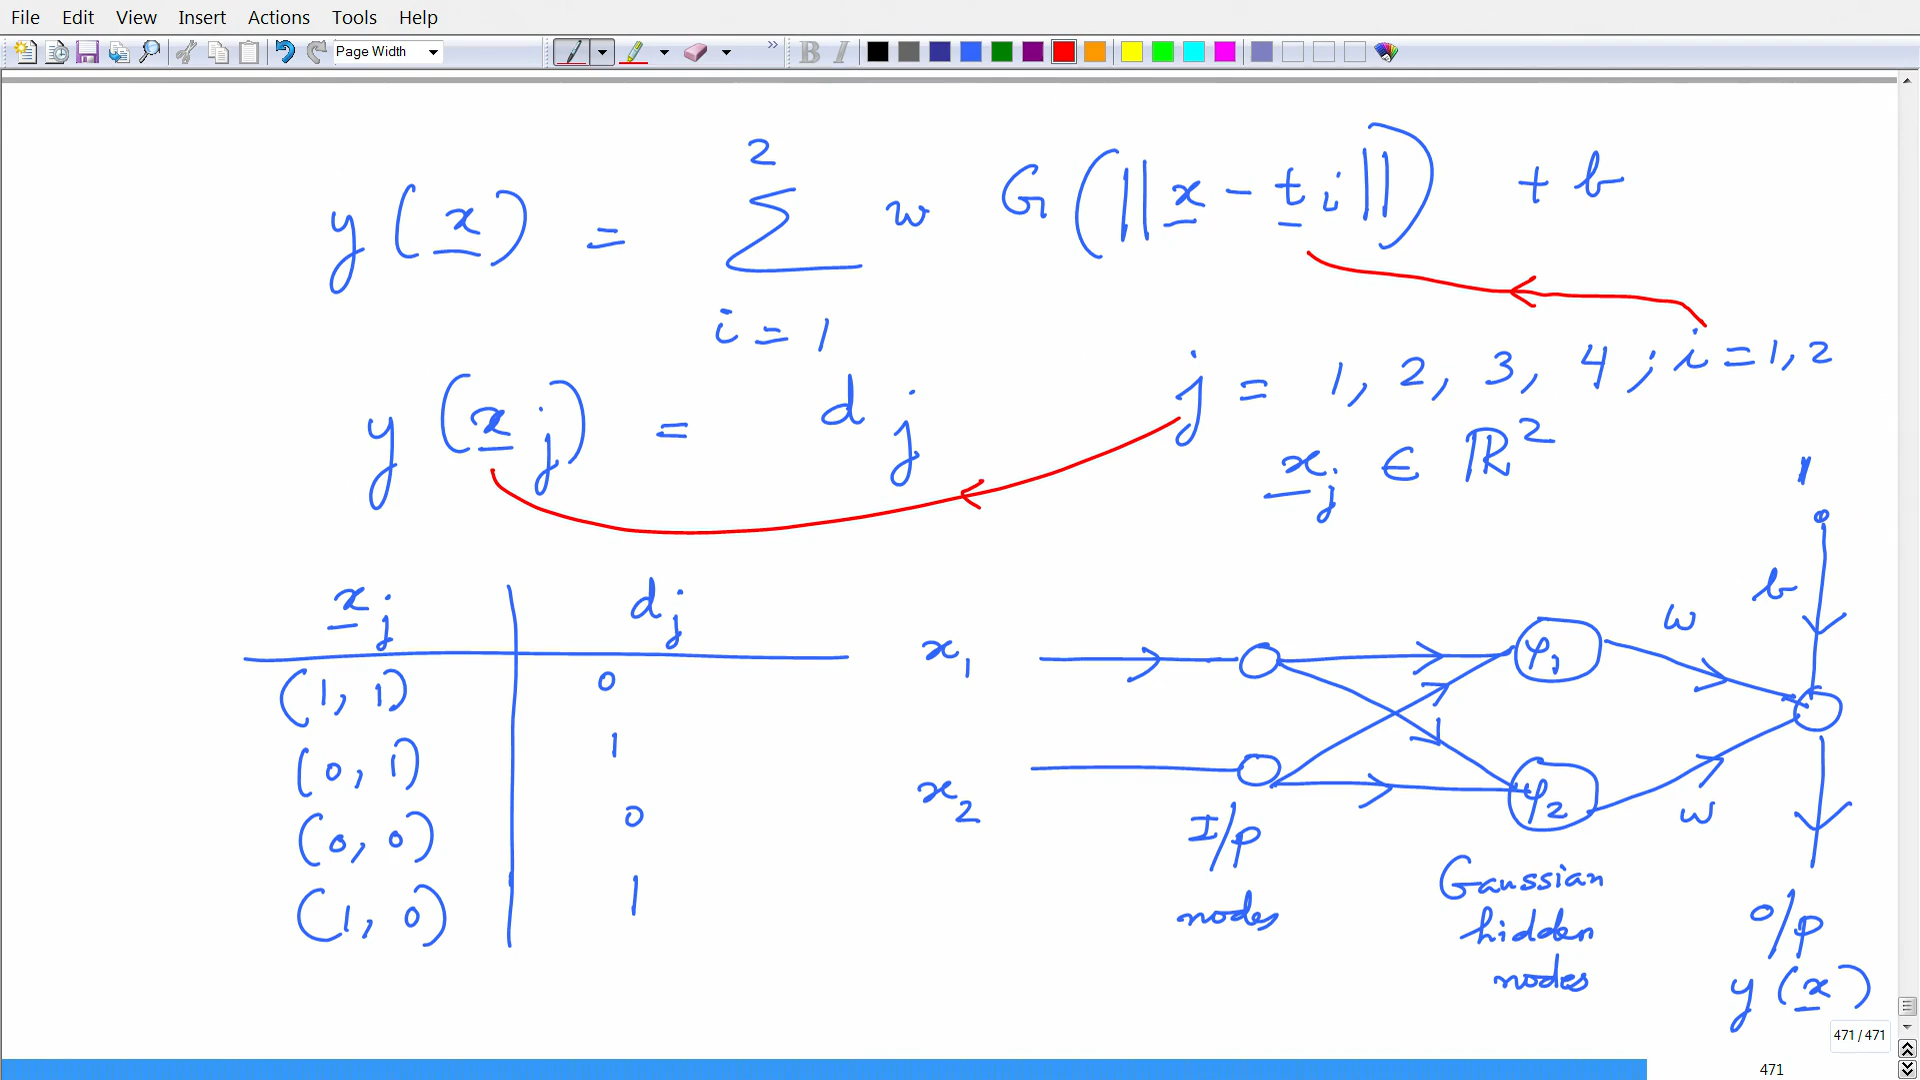 File Edit View Insert Actions Tools Help
Page Width
y(x) = 2 Σ i = 1 w G(||x - ti||) + b
y(xj) = dj j = 1, 2, 3, 4 ; i = 1, 2
xj ∈ ℝ²
1
b
xj dj
(1, 1) 0
(0, 1) 1
(0, 0) 0
(1, 0) 1
x1 φ1 w
x2 φ2 w
I/p nodes
Gaussian hidden nodes
o/p
y(x)
471 / 471
471